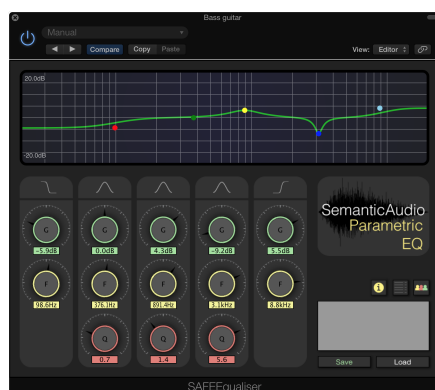 Bass guitar
Manual
Compare Copy Paste View: Editor
20.0dB
-20.0dB
SemanticAudio
Parametric
EQ
G G G G G
-5.9dB 0.0dB 4.3dB -9.2dB 5.5dB
F F F F F
98.6Hz 376.1Hz 891.4Hz 3.1kHz 8.8kHz
Q Q Q
0.7 1.4 5.6
Save Load
SAFEEqualiser